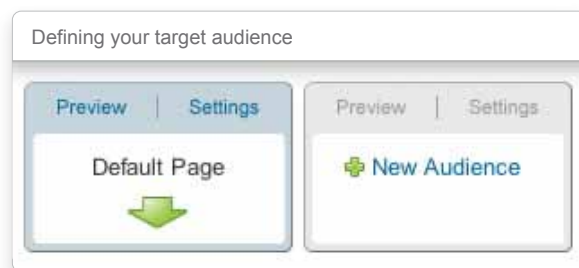 Defining your target audience
Preview | Settings
Default Page
Preview | Settings
New Audience